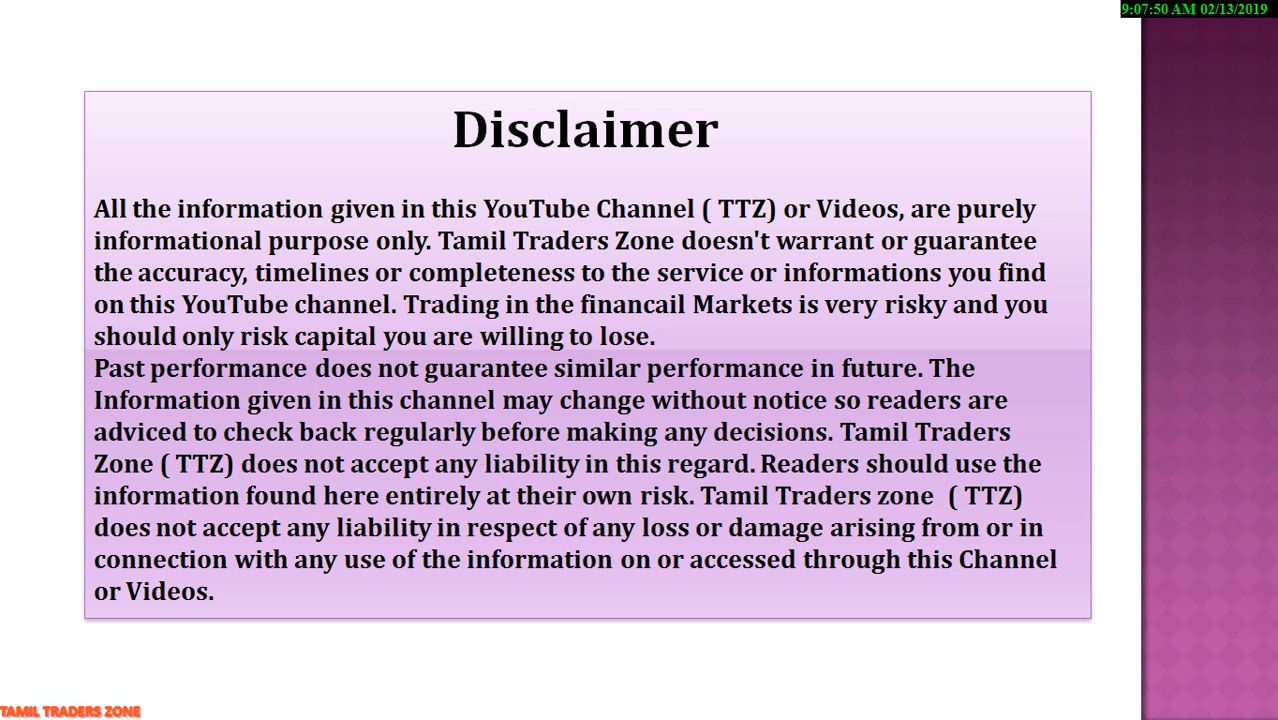 9:07:50 AM 02/13/2019
Disclaimer
All the information given in this YouTube Channel ( TTZ) or Videos, are purely
informational purpose only. Tamil Traders Zone doesn't warrant or guarantee
the accuracy, timelines or completeness to the service or informations you find
on this YouTube channel. Trading in the financail Markets is very risky and you
should only risk capital you are willing to lose.
Past performance does not guarantee similar performance in future. The
Information given in this channel may change without notice so readers are
adviced to check back regularly before making any decisions. Tamil Traders
Zone ( TTZ) does not accept any liability in this regard. Readers should use the
information found here entirely at their own risk. Tamil Traders zone  ( TTZ)
does not accept any liability in respect of any loss or damage arising from or in
connection with any use of the information on or accessed through this Channel
or Videos.
TAMIL TRADERS ZONE